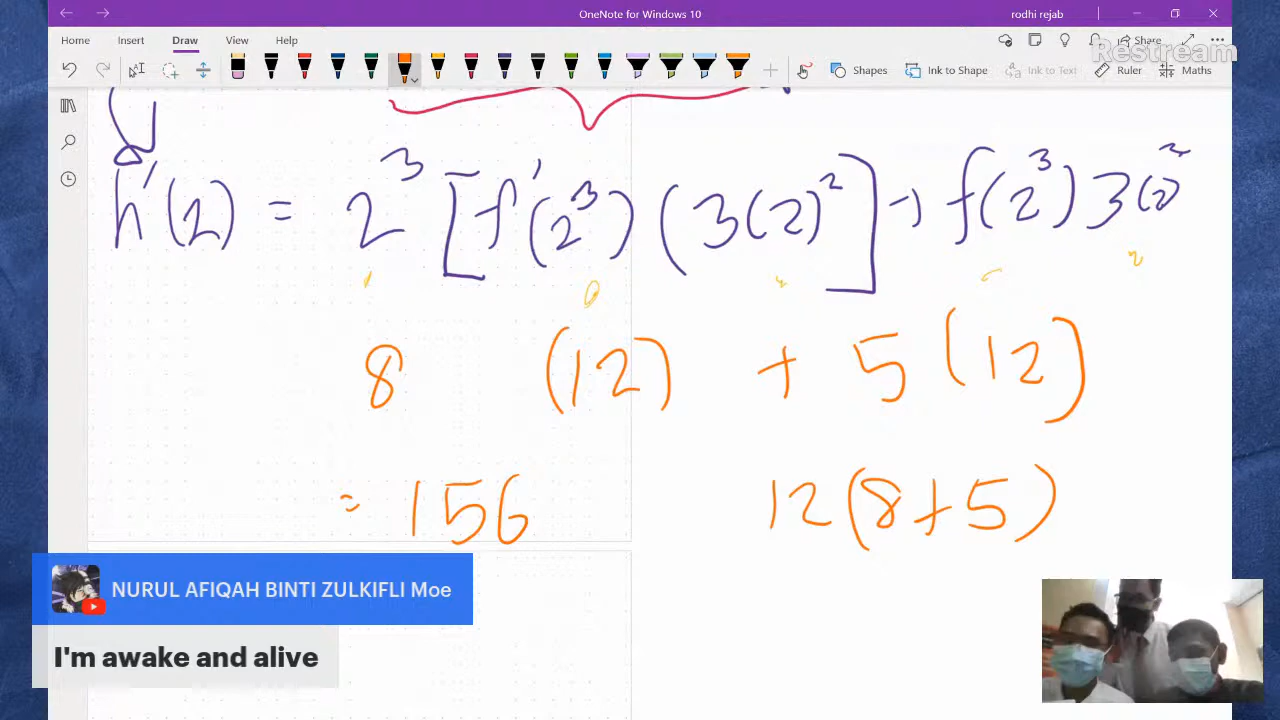 OneNote for Windows 10
rodhi rejab
Home Insert Draw View Help
Share
Restream
Shapes Ink to Shape Ink to Text Ruler Maths
h'(2) = 2³ [f'(2³)(3(2)²] + f(2³)3(2)²
8 (12) + 5(12)
= 156 12(8+5)
NURUL AFIQAH BINTI ZULKIFLI Moe
I'm awake and alive